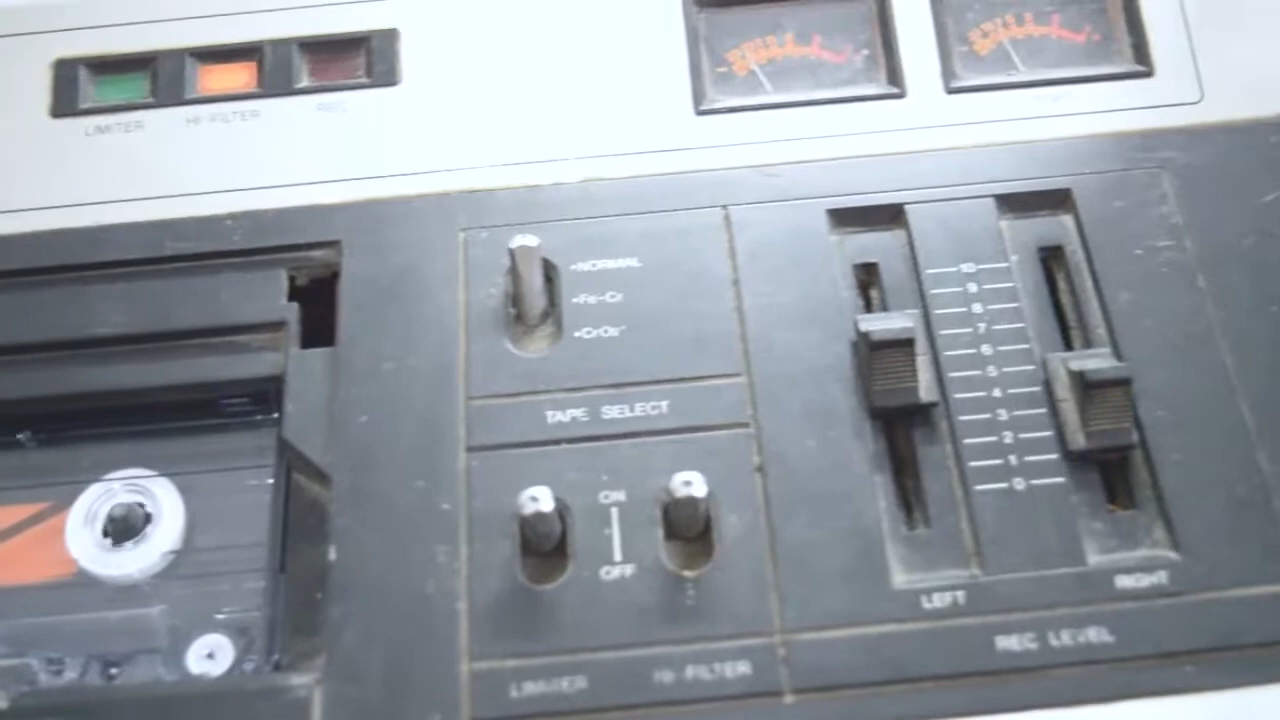 LIMITER HI-FILTER REC
•NORMAL
•Fe-Cr
•CrO₂
TAPE SELECT
ON
OFF
LIMITER HI-FILTER
10
9
8
7
6
5
4
3
2
1
0
LEFT RIGHT
REC LEVEL